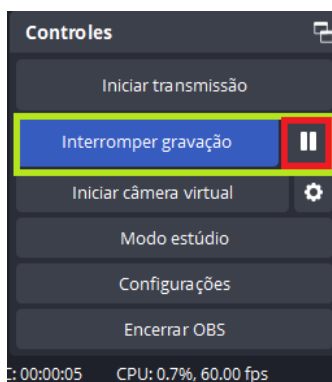 Controles
Iniciar transmissão
Interromper gravação
Iniciar câmera virtual
Modo estúdio
Configurações
Encerrar OBS
C: 00:00:05 CPU: 0.7%, 60.00 fps